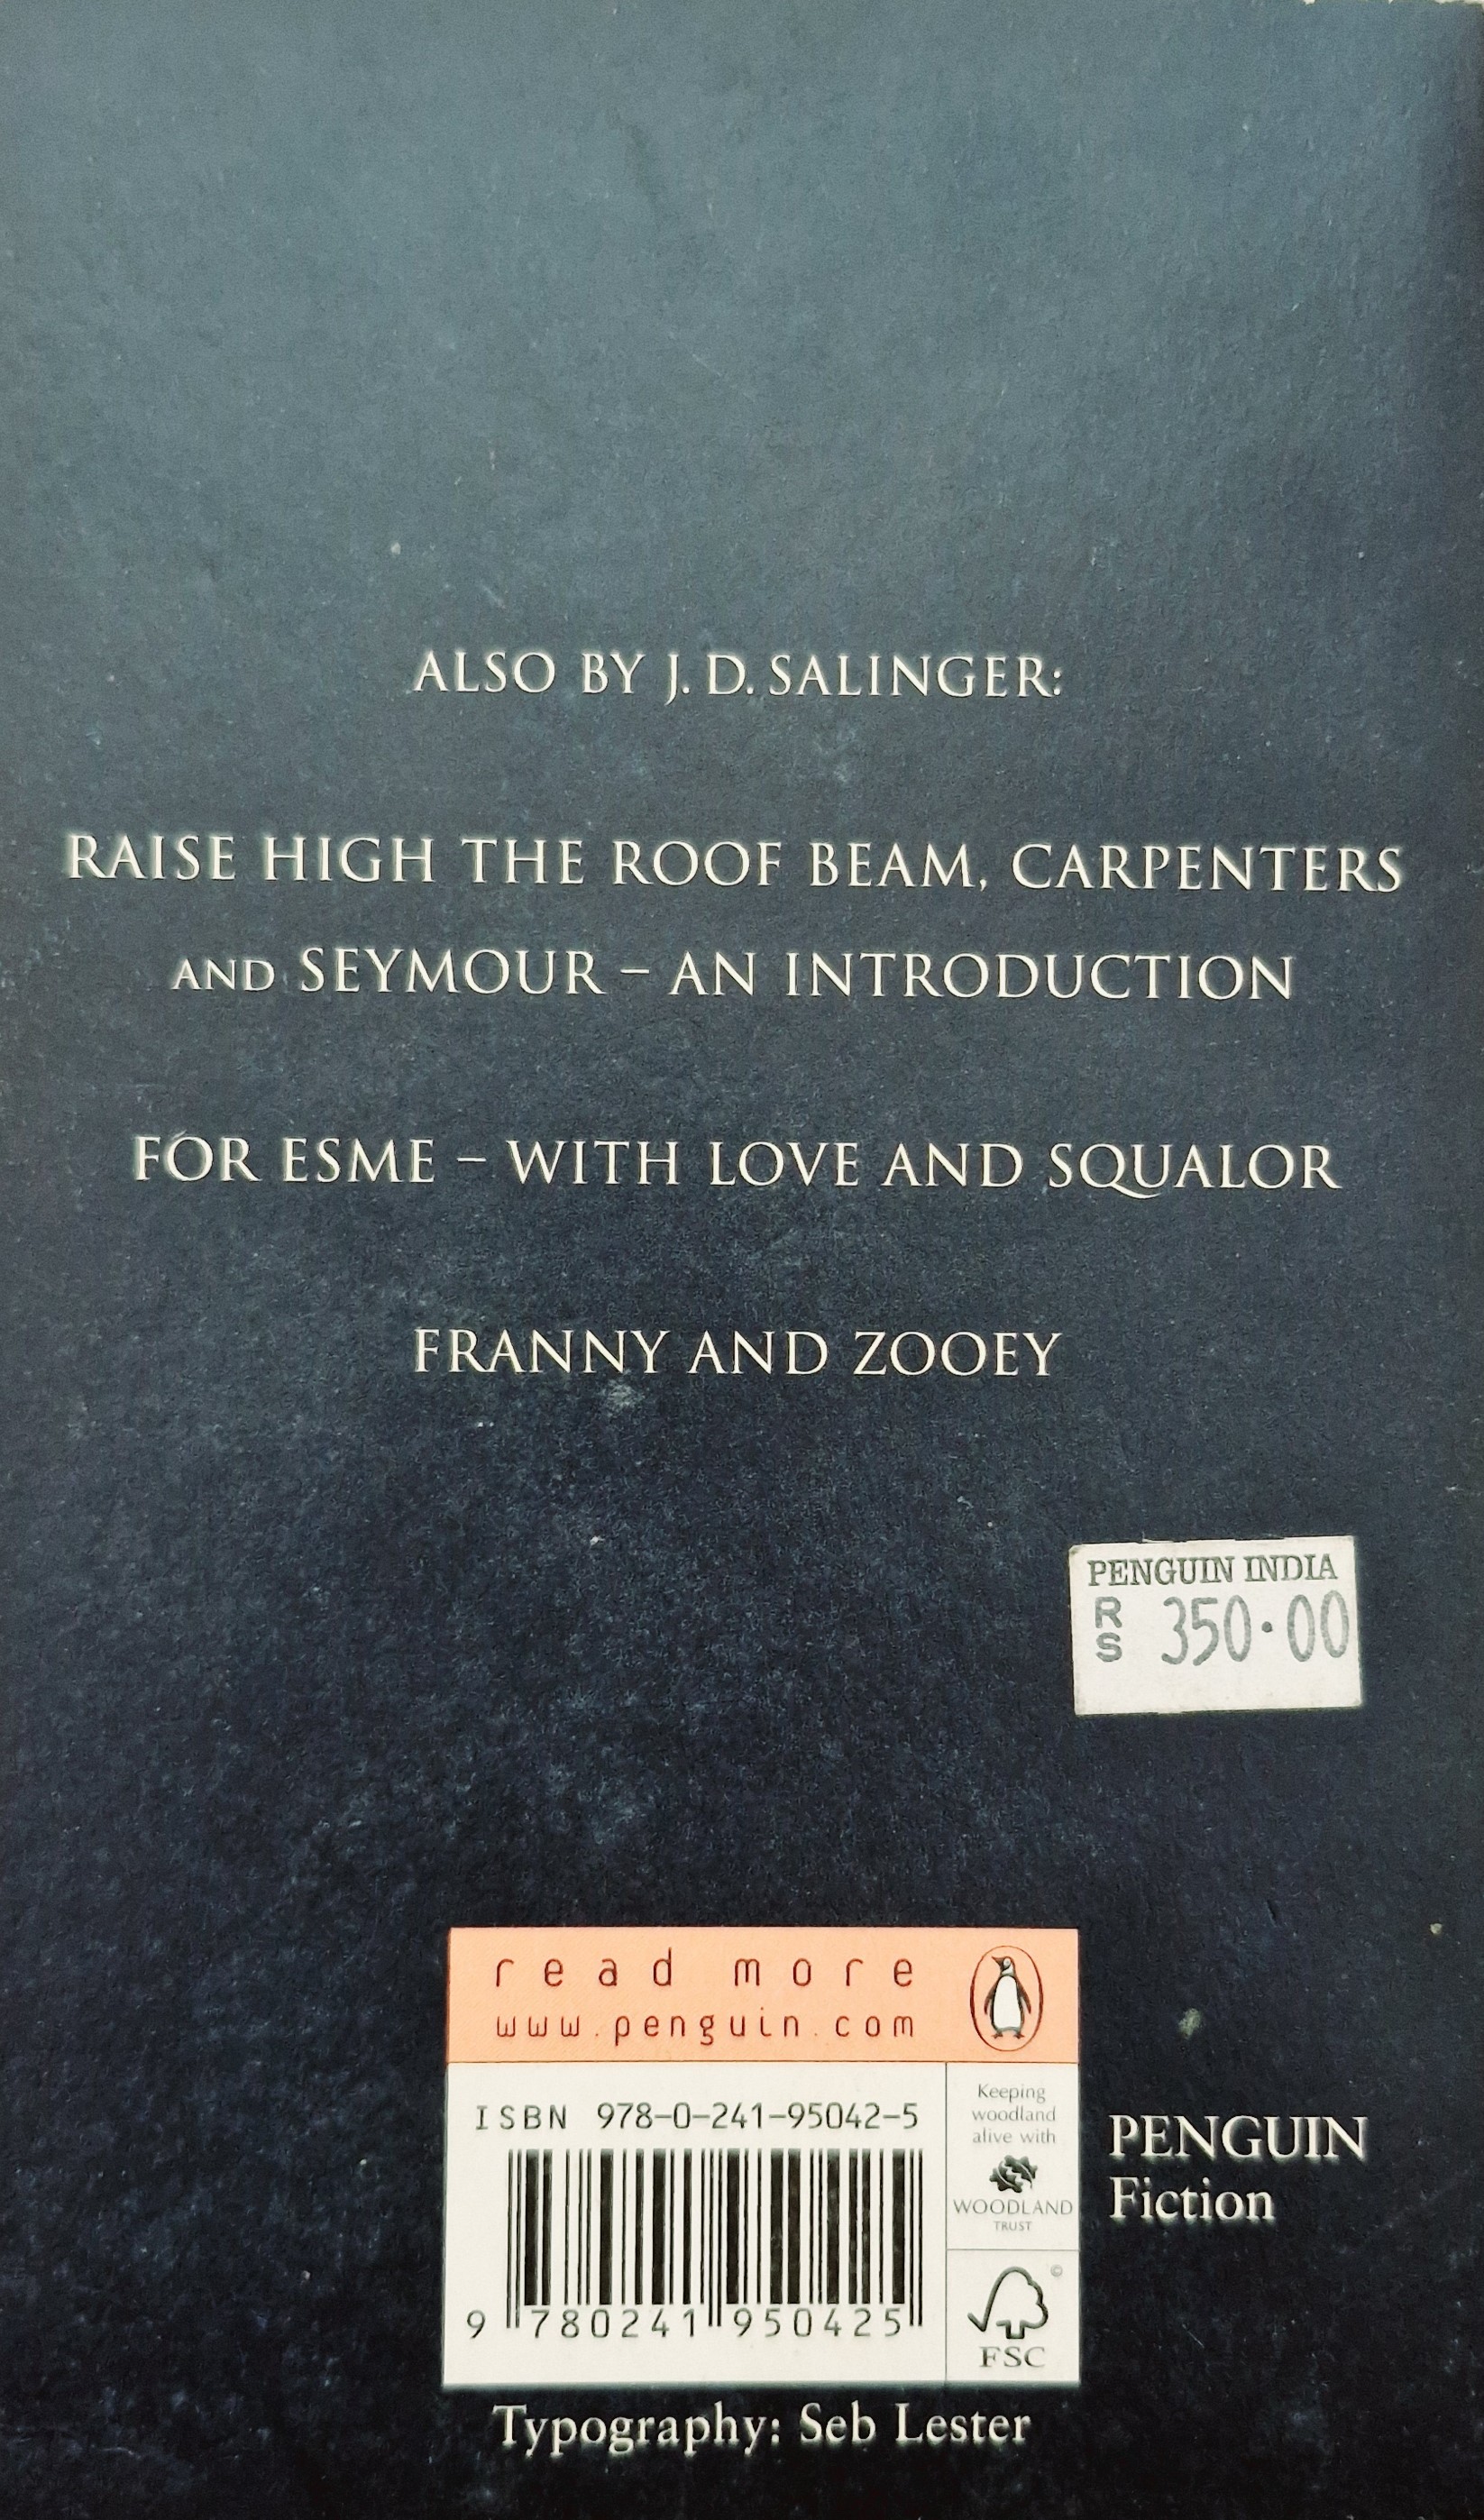 ALSO BY J. D. SALINGER:
RAISE HIGH THE ROOF BEAM, CARPENTERS
AND SEYMOUR – AN INTRODUCTION
FOR ESME – WITH LOVE AND SQUALOR
FRANNY AND ZOOEY
PENGUIN INDIA
RS 350·00
read more
www.penguin.com
ISBN 978-0-241-95042-5
9 780241 950425
Keeping
woodland
alive with
WOODLAND
TRUST
©
FSC
PENGUIN
Fiction
Typography: Seb Lester